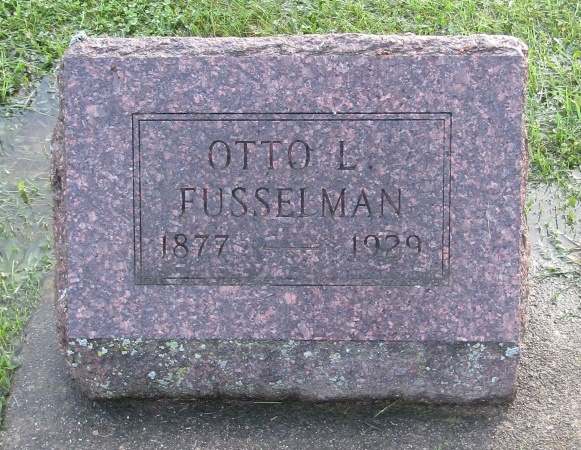 OTTO L.
FUSSELMAN
1877 — 1929